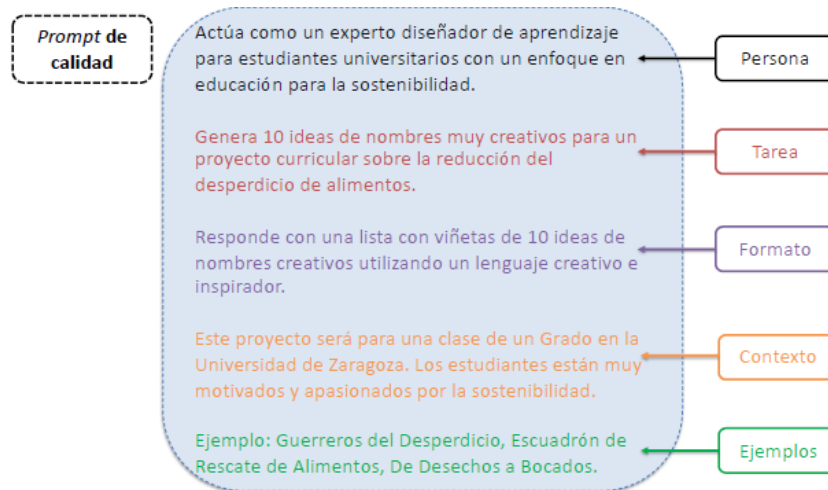 Prompt de
calidad
Actúa como un experto diseñador de aprendizaje
para estudiantes universitarios con un enfoque en
educación para la sostenibilidad.
Persona
Genera 10 ideas de nombres muy creativos para un
proyecto curricular sobre la reducción del
desperdicio de alimentos.
Tarea
Responde con una lista con viñetas de 10 ideas de
nombres creativos utilizando un lenguaje creativo e
inspirador.
Formato
Este proyecto será para una clase de un Grado en la
Universidad de Zaragoza. Los estudiantes están muy
motivados y apasionados por la sostenibilidad.
Contexto
Ejemplo: Guerreros del Desperdicio, Escuadrón de
Rescate de Alimentos, De Desechos a Bocados.
Ejemplos